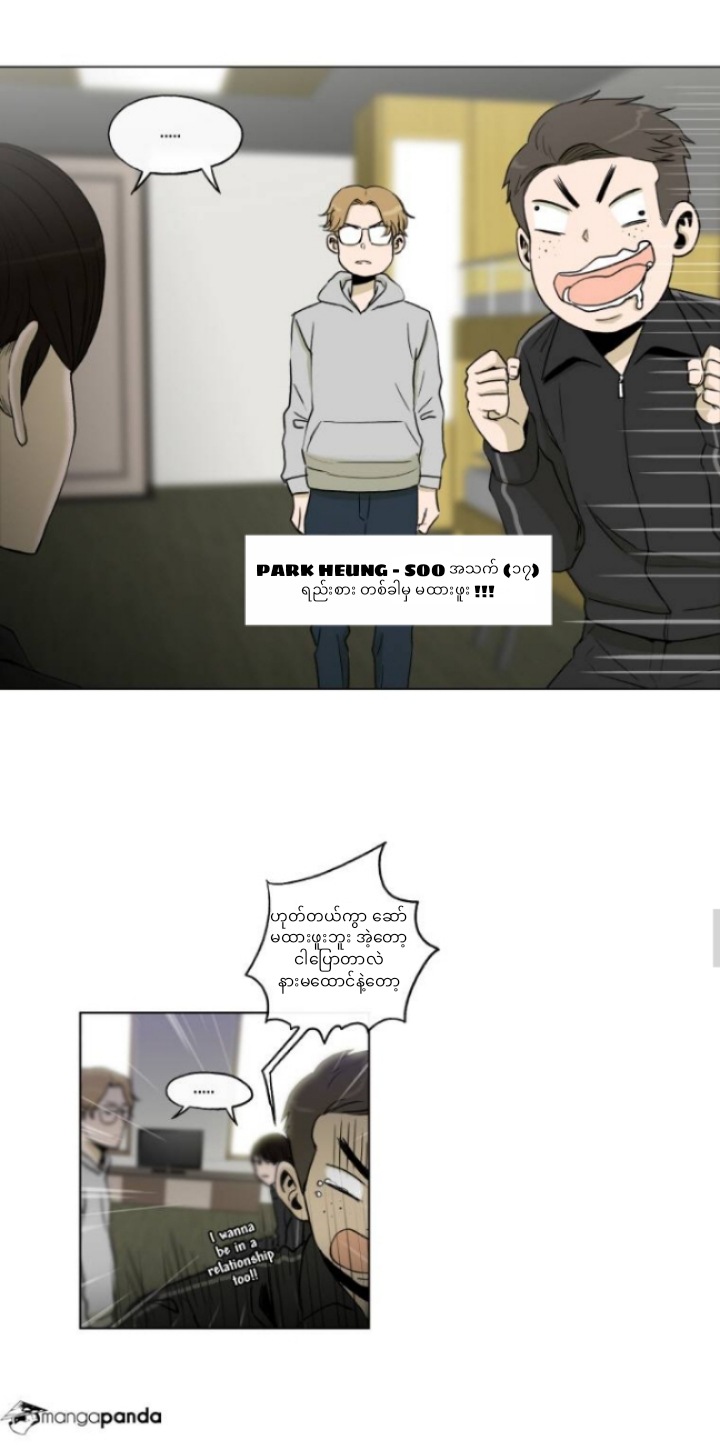 .....
PARK HEUNG - SOO အသက် (၁၇)
ရည်းစား တစ်ခါမှ မထားဖူး !!!
ဟုတ်တယ်ကွာ ဆော်
မထားဖူးဘူး အဲ့တော့
ငါပြောတာလဲ
နားမထောင်နဲ့တော့
.....
I wanna
be in a
relationship
too!!
mangapanda